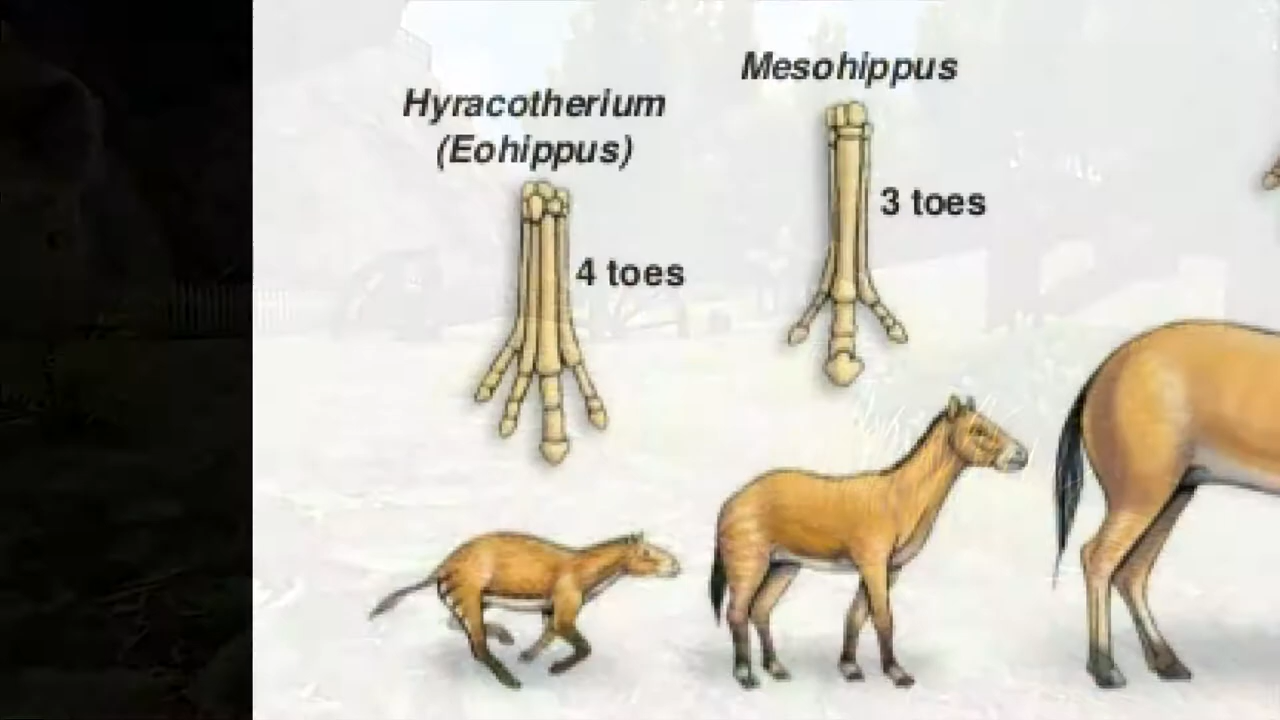 Hyracotherium
(Eohippus)
4 toes
Mesohippus
3 toes